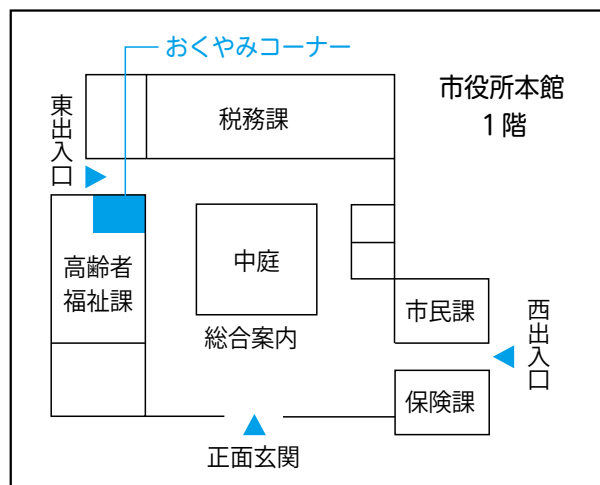 おくやみコーナー
市役所本館
1階
税務課
東出入口
高齢者
福祉課
中庭
総合案内
市民課
西出入口
保険課
正面玄関